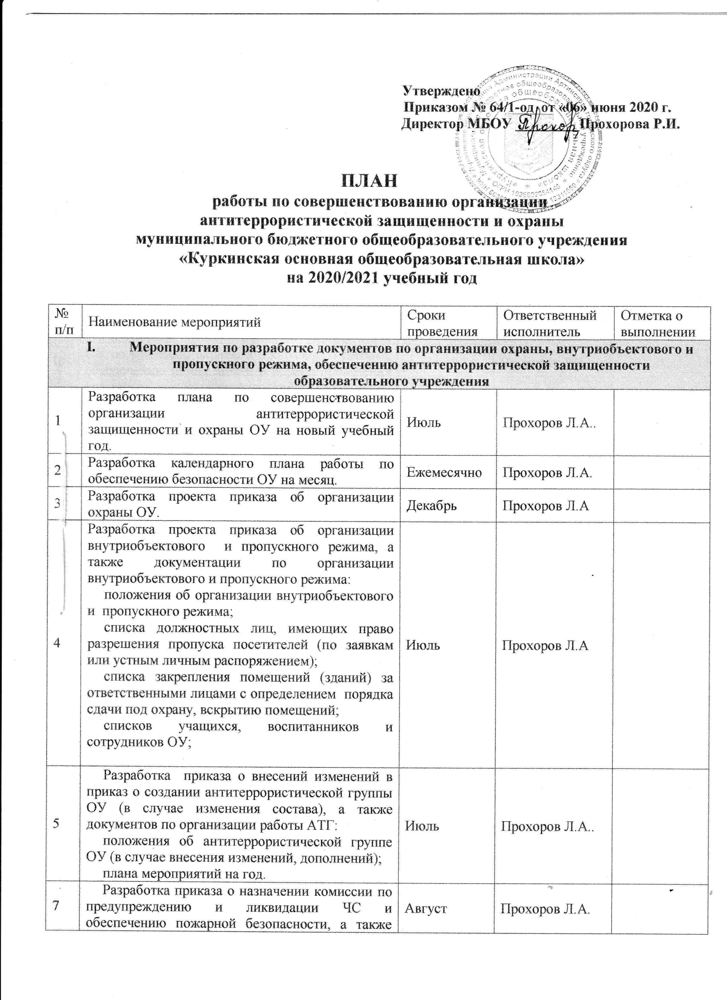 Утверждено
Приказом № 64/1-од от «06» июня 2020 г.
Директор МБОУ Прохор Прохорова Р.И.
ПЛАН
работы по совершенствованию организации
антитеррористической защищенности и охраны
муниципального бюджетного общеобразовательного учреждения
«Куркинская основная общеобразовательная школа»
на 2020/2021 учебный год
№ п/п
Наименование мероприятий
Сроки проведения
Ответственный исполнитель
Отметка о выполнении
I. Мероприятия по разработке документов по организации охраны, внутриобъектового и
пропускного режима, обеспечению антитеррористической защищенности
образовательного учреждения
1
Разработка плана по совершенствованию
организации антитеррористической
защищенности и охраны ОУ на новый учебный
год.
Июль
Прохоров Л.А..
2
Разработка календарного плана работы по
обеспечению безопасности ОУ на месяц.
Ежемесячно
Прохоров Л.А.
3
Разработка проекта приказа об организации
охраны ОУ.
Декабрь
Прохоров Л.А
4
Разработка проекта приказа об организации
внутриобъектового и пропускного режима, а
также документации по организации
внутриобъектового и пропускного режима:
положения об организации внутриобъектового
и пропускного режима;
списка должностных лиц, имеющих право
разрешения пропуска посетителей (по заявкам
или устным личным распоряжением);
списка закрепления помещений (зданий) за
ответственными лицами с определением порядка
сдачи под охрану, вскрытию помещений;
списков учащихся, воспитанников и
сотрудников ОУ;
Июль
Прохоров Л.А
5
Разработка приказа о внесений изменений в
приказ о создании антитеррористической группы
ОУ (в случае изменения состава), а также
документов по организации работы АТГ:
положения об антитеррористической группе
ОУ (в случае внесения изменений, дополнений);
плана мероприятий на год.
Июль
Прохоров Л.А..
7
Разработка приказа о назначении комиссии по
предупреждению и ликвидации ЧС и
обеспечению пожарной безопасности, а также
Август
Прохоров Л.А.